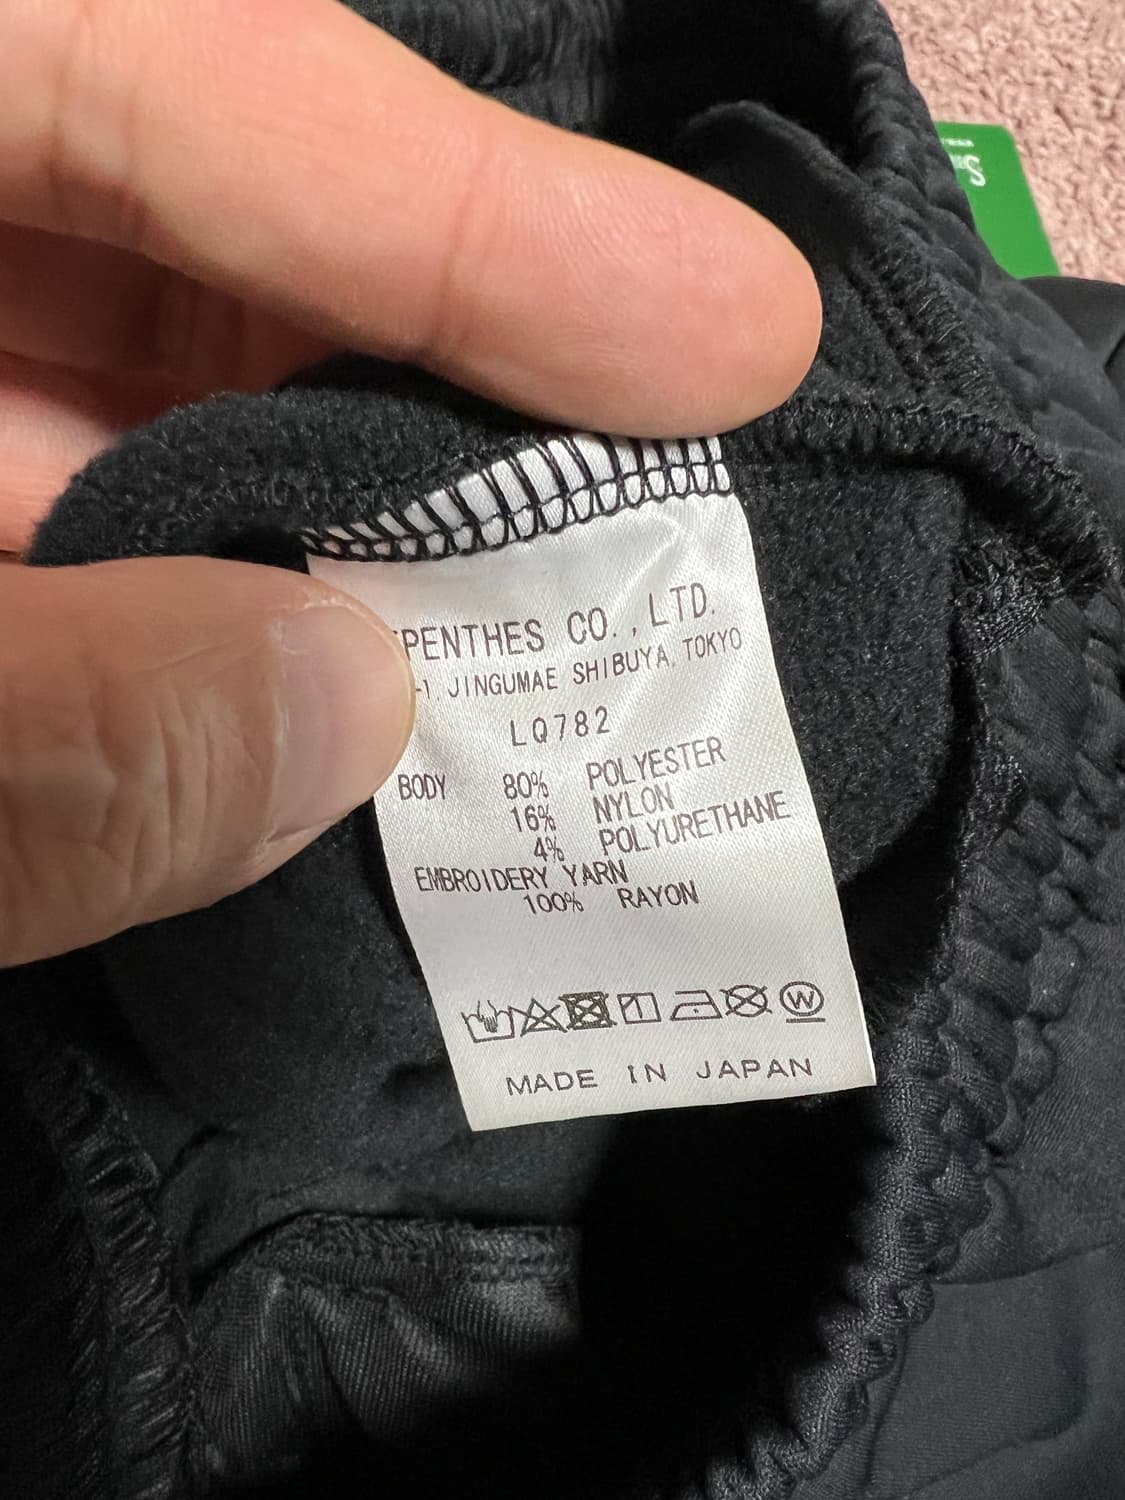 PENTHES CO., LTD.
-1, JINGUMAE SHIBUYA, TOKYO
LQ782
BODY 80% POLYESTER
16% NYLON
4% POLYURETHANE
EMBROIDERY YARN
100% RAYON
W
MADE IN JAPAN